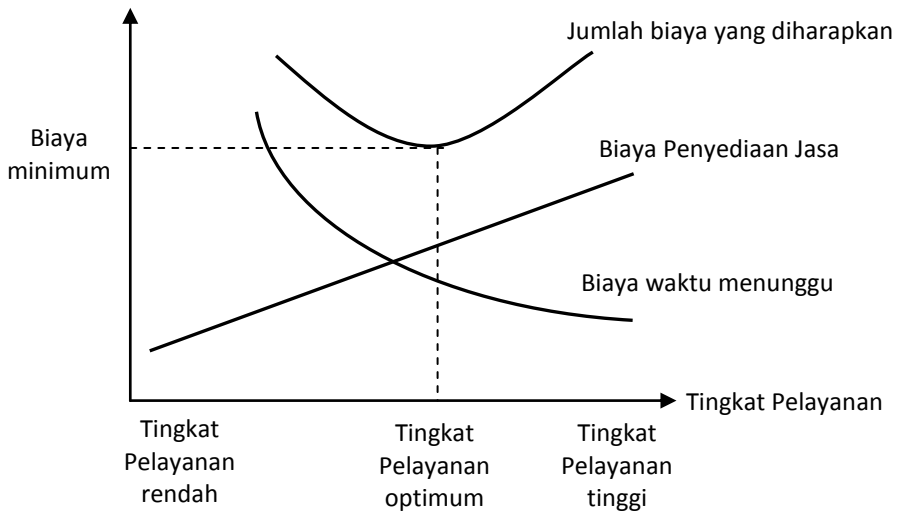 Jumlah biaya yang diharapkan
Biaya
minimum
Biaya Penyediaan Jasa
Biaya waktu menunggu
Tingkat Pelayanan
Tingkat
Pelayanan
rendah
Tingkat
Pelayanan
optimum
Tingkat
Pelayanan
tinggi